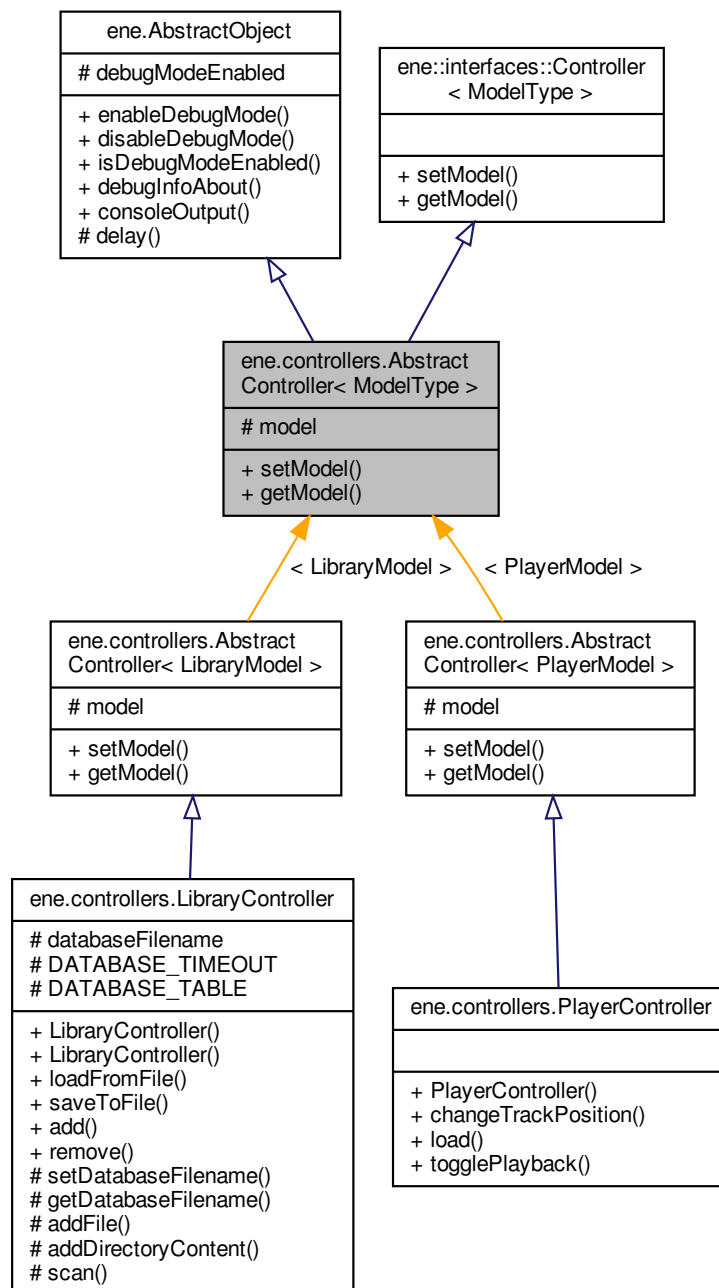 ene.AbstractObject
# debugModeEnabled
+ enableDebugMode()
+ disableDebugMode()
+ isDebugModeEnabled()
+ debugInfoAbout()
+ consoleOutput()
# delay()
ene::interfaces::Controller
< ModelType >
+ setModel()
+ getModel()
ene.controllers.Abstract
Controller< ModelType >
# model
+ setModel()
+ getModel()
< LibraryModel >
< PlayerModel >
ene.controllers.Abstract
Controller< LibraryModel >
# model
+ setModel()
+ getModel()
ene.controllers.Abstract
Controller< PlayerModel >
# model
+ setModel()
+ getModel()
ene.controllers.LibraryController
# databaseFilename
# DATABASE_TIMEOUT
# DATABASE_TABLE
+ LibraryController()
+ LibraryController()
+ loadFromFile()
+ saveToFile()
+ add()
+ remove()
# setDatabaseFilename()
# getDatabaseFilename()
# addFile()
# addDirectoryContent()
# scan()
ene.controllers.PlayerController
+ PlayerController()
+ changeTrackPosition()
+ load()
+ togglePlayback()